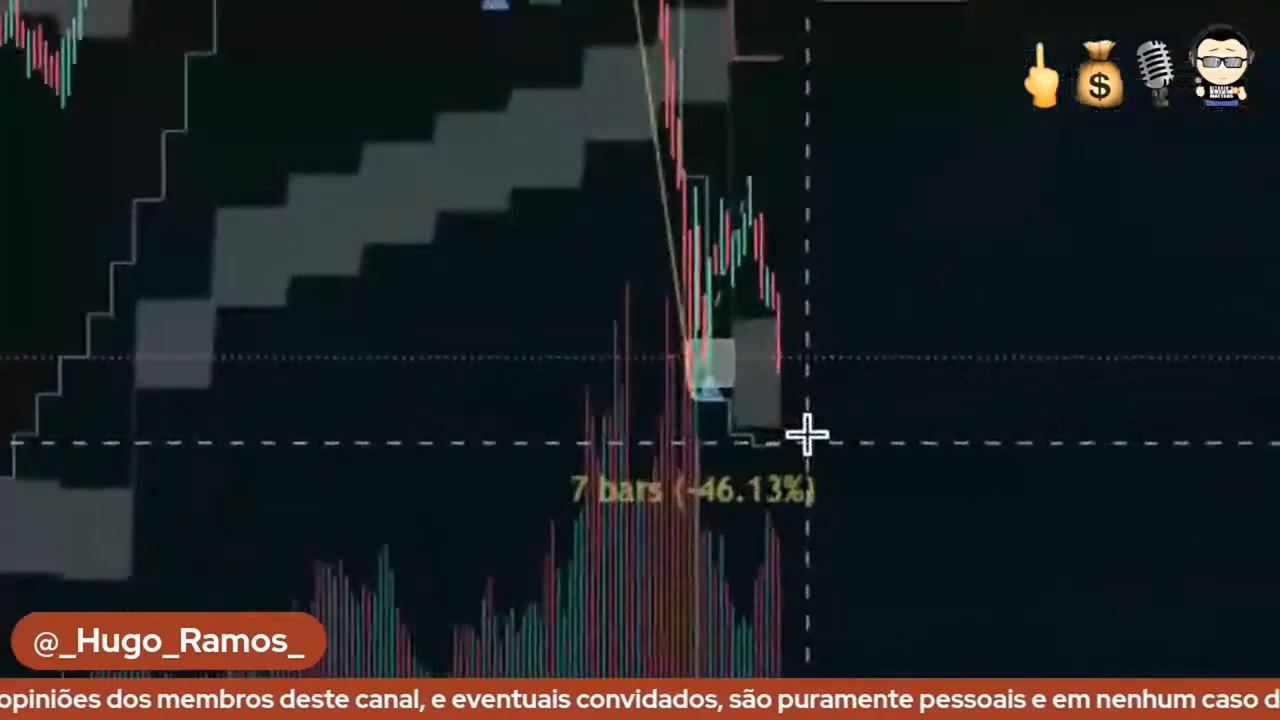 7 bars (-46.13%)
@_Hugo_Ramos_
opiniões dos membros deste canal, e eventuais convidados, são puramente pessoais e em nenhum caso d